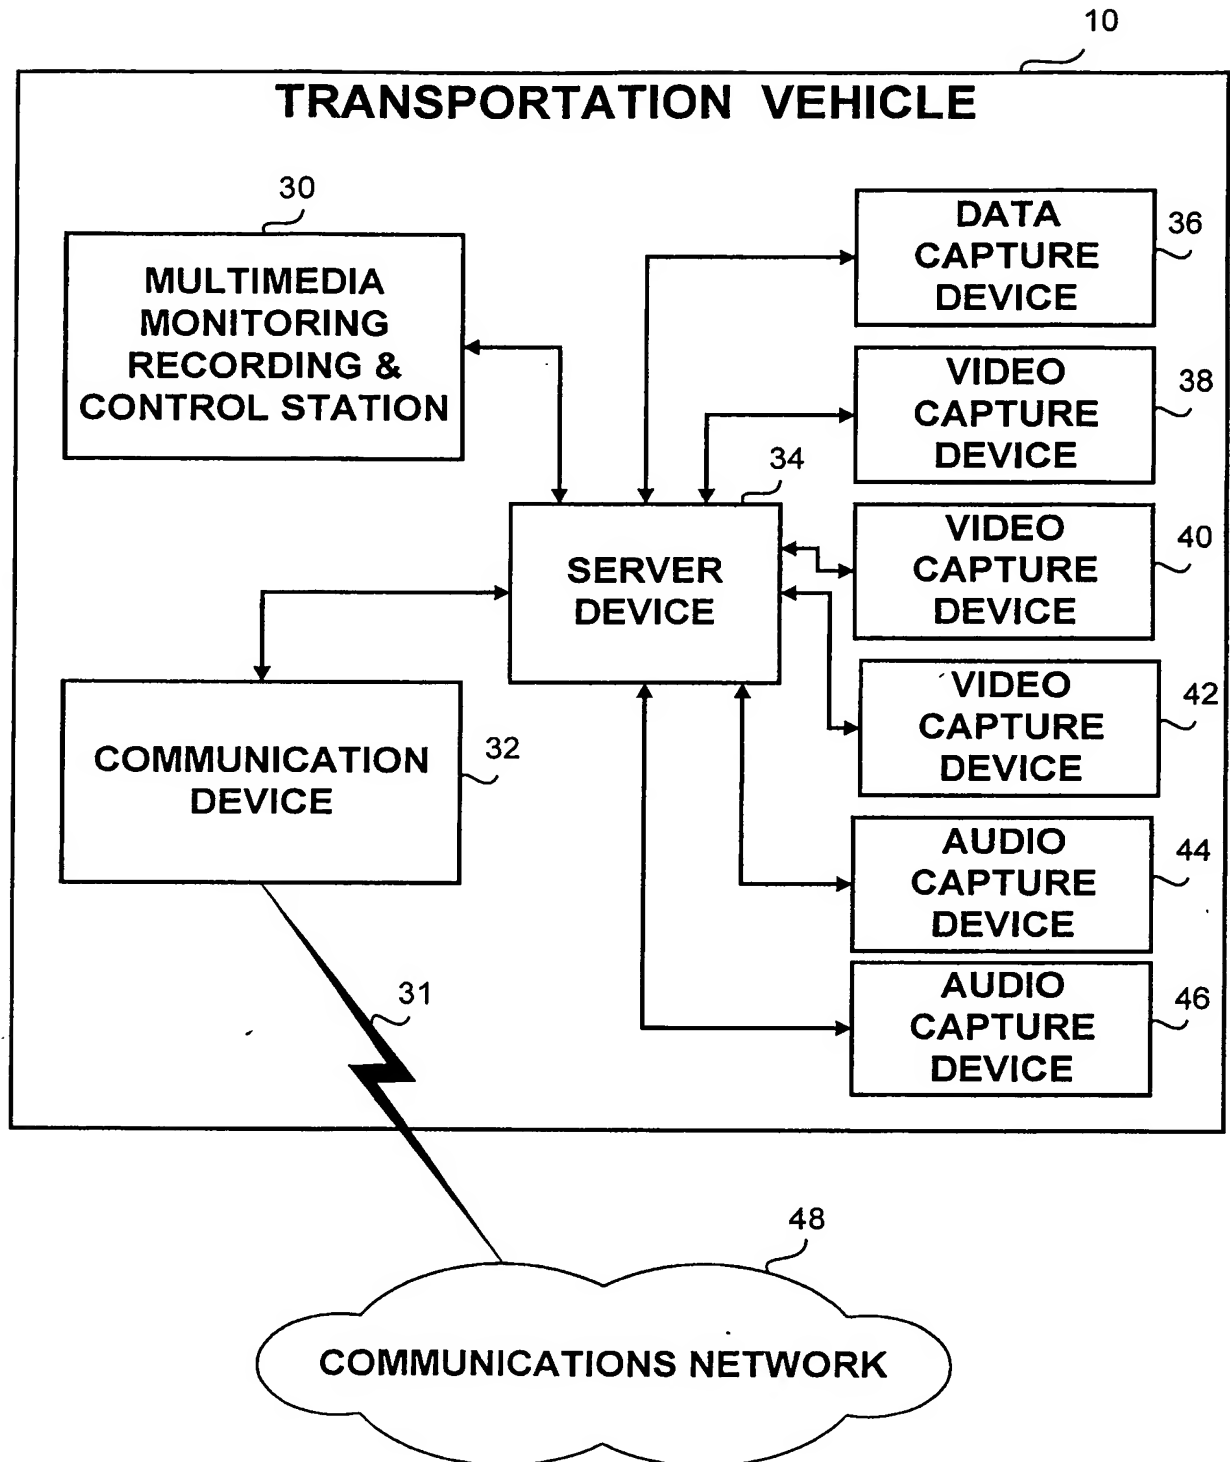 10
TRANSPORTATION VEHICLE
30
MULTIMEDIA
MONITORING
RECORDING &
CONTROL STATION
DATA
CAPTURE
DEVICE
36
VIDEO
CAPTURE
DEVICE
38
34
SERVER
DEVICE
VIDEO
CAPTURE
DEVICE
40
VIDEO
CAPTURE
DEVICE
42
COMMUNICATION
DEVICE
32
AUDIO
CAPTURE
DEVICE
44
31
AUDIO
CAPTURE
DEVICE
46
48
COMMUNICATIONS NETWORK